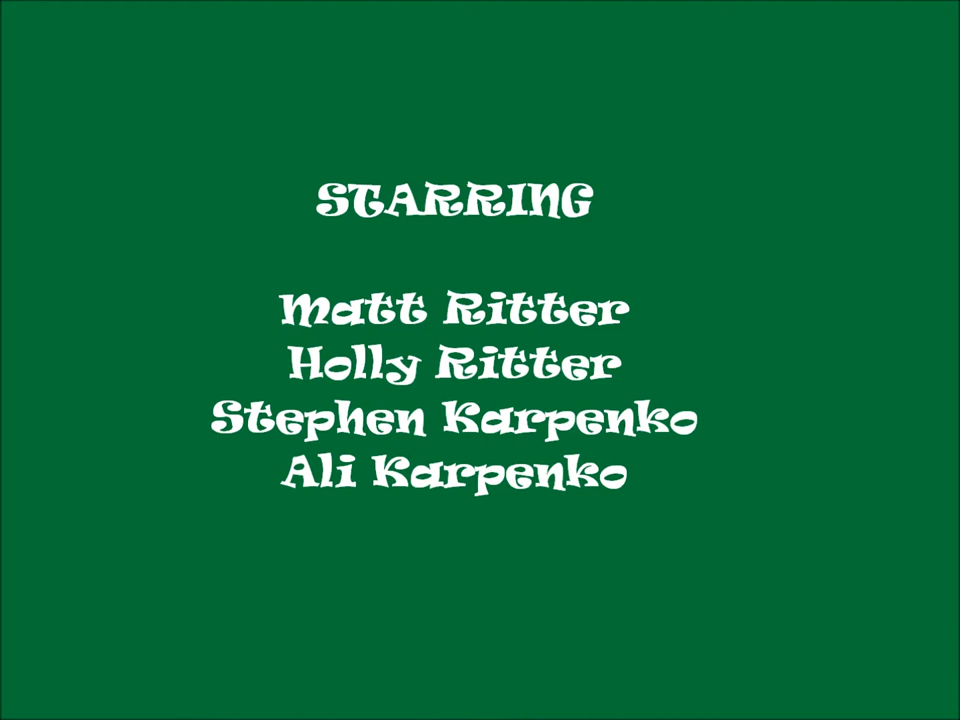 STARRING
Matt Ritter
Holly Ritter
Stephen Karpenko
Ali Karpenko